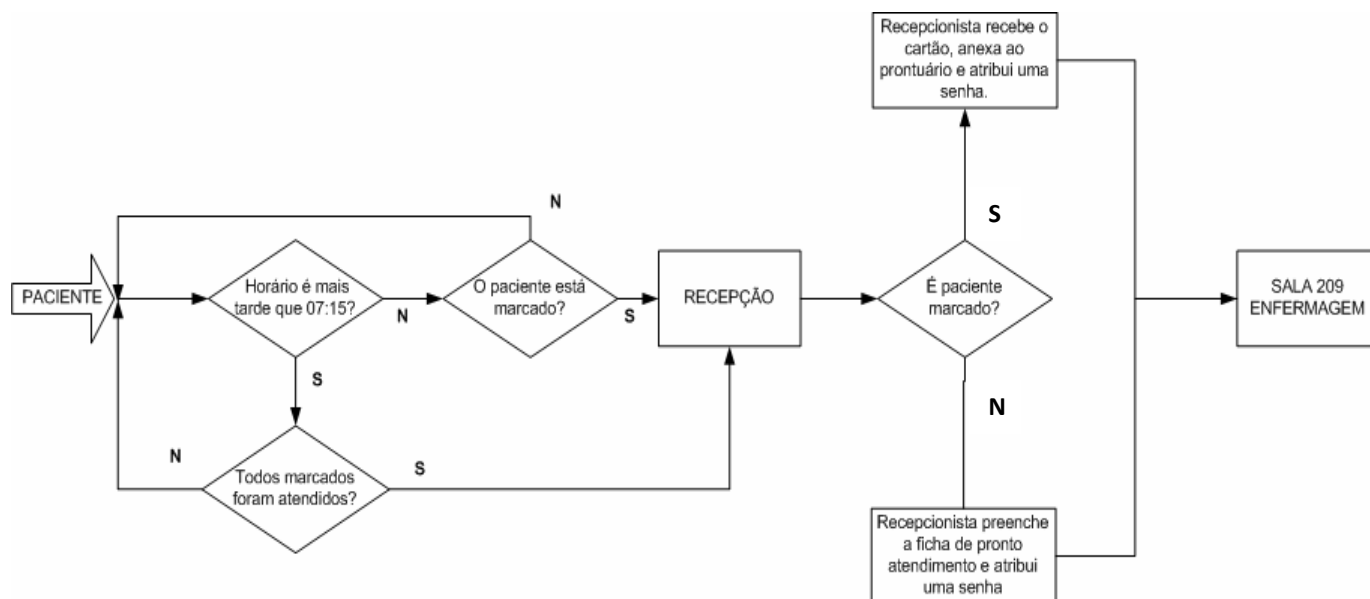 Recepcionista recebe o
cartão, anexa ao
prontuário e atribui uma
senha.
N
S
PACIENTE
Horário é mais
tarde que 07:15?
N
O paciente está
marcado?
S
RECEPÇÃO
É paciente
marcado?
SALA 209
ENFERMAGEM
S
N
N
Todos marcados
foram atendidos?
S
Recepcionista preenche
a ficha de pronto
atendimento e atribui
uma senha